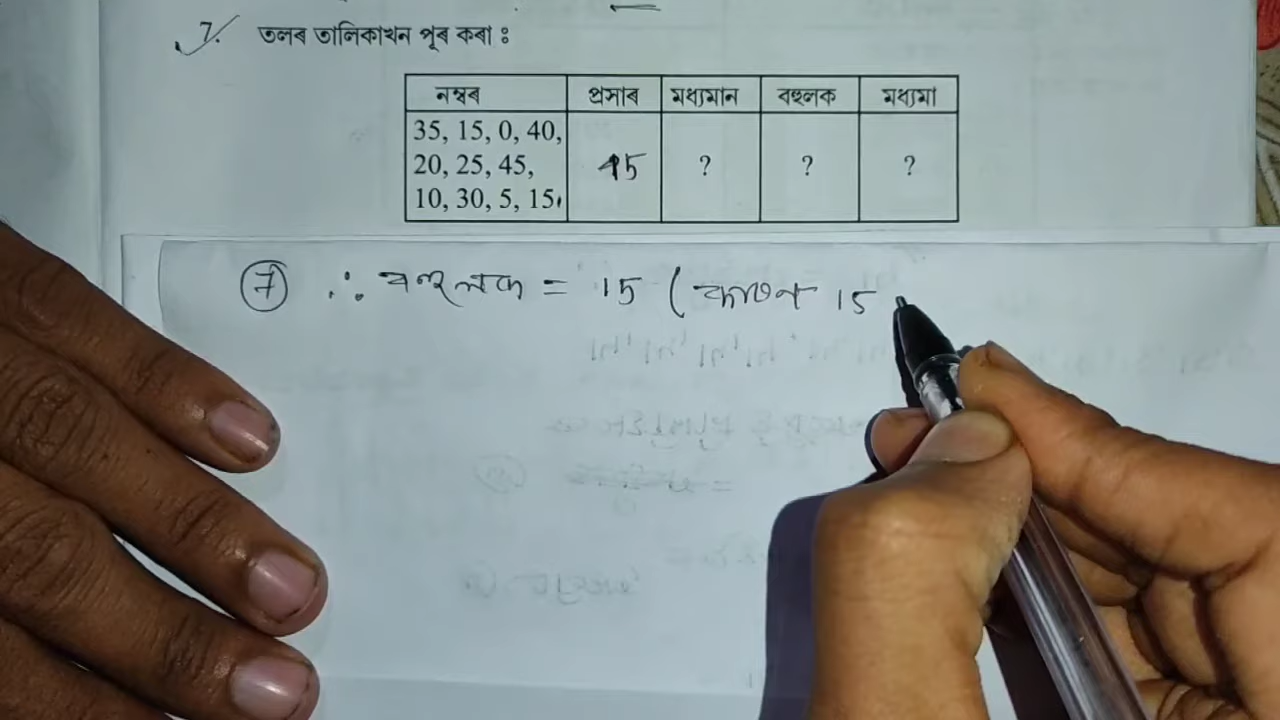 7. তলৰ তালিকাখন পূৰ কৰা ঃ
নম্বৰ প্ৰসাৰ মধ্যমান বহুলক মধ্যমা
35, 15, 0, 40,
20, 25, 45, 45 ? ? ?
10, 30, 5, 15,
7 ∴ বহুলক = 15 (কাৰণ 15